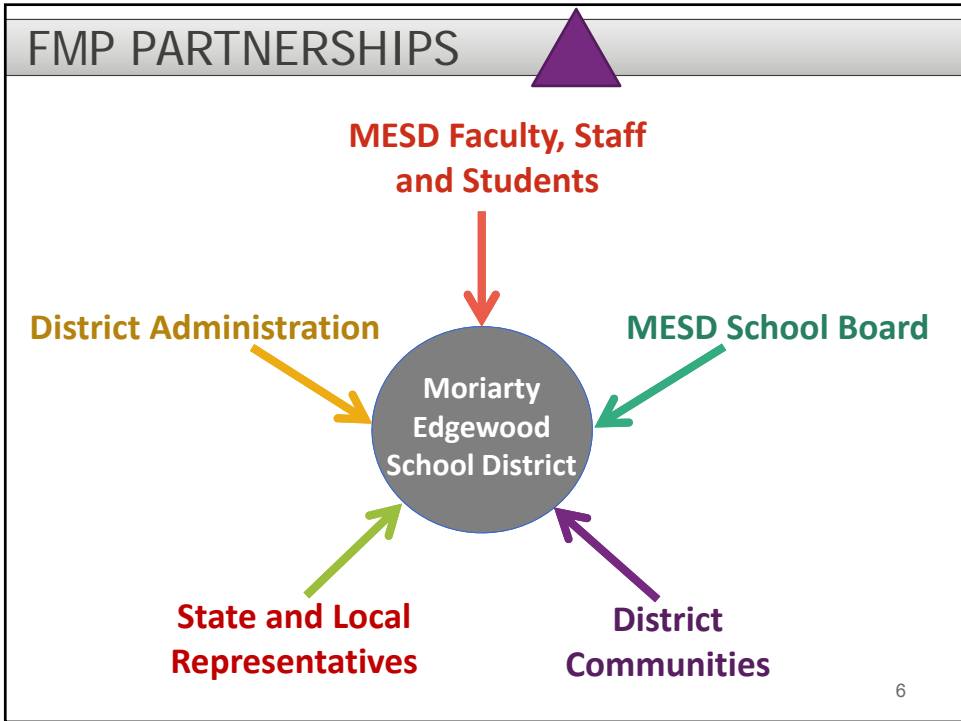 FMP PARTNERSHIPS
MESD Faculty, Staff
and Students
District Administration
MESD School Board
Moriarty
Edgewood
School District
State and Local
Representatives
District
Communities
6